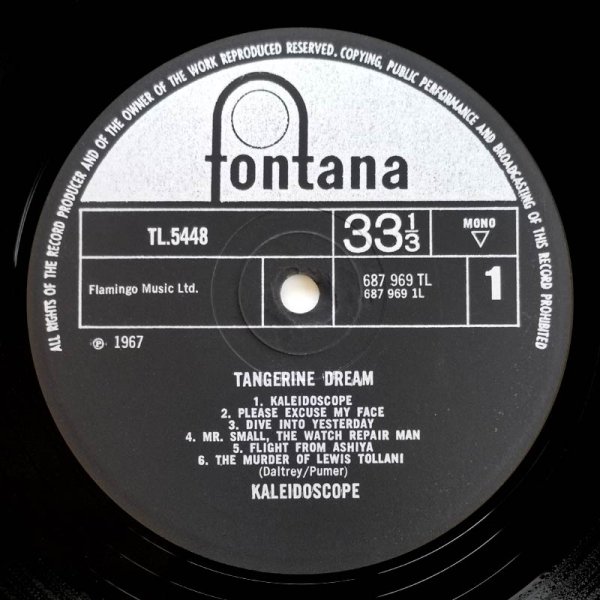 ALL RIGHTS OF THE RECORD PRODUCER AND OF THE OWNER OF THE WORK RESERVED. COPYING, PUBLIC PERFORMANCE AND BROADCASTING OF THIS RECORD PROHIBITED
fontana
TL.5448
33 1/3
MONO
Flamingo Music Ltd.
687 969 TL
687 969 1L
1
℗ 1967
TANGERINE DREAM
1. KALEIDOSCOPE
2. PLEASE EXCUSE MY FACE
3. DIVE INTO YESTERDAY
4. MR. SMALL, THE WATCH REPAIR MAN
5. FLIGHT FROM ASHIYA
6. THE MURDER OF LEWIS TOLLANI
(Daltrey/Pumer)
KALEIDOSCOPE